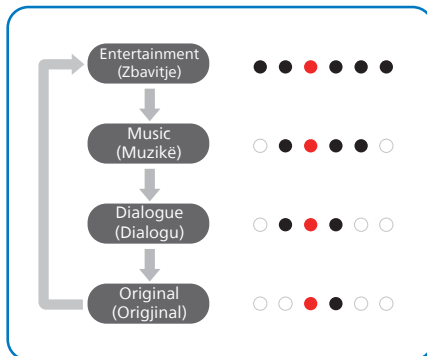 Entertainment
(Zbavitje)
Music
(Muzikë)
Dialogue
(Dialogu)
Original
(Origjinal)